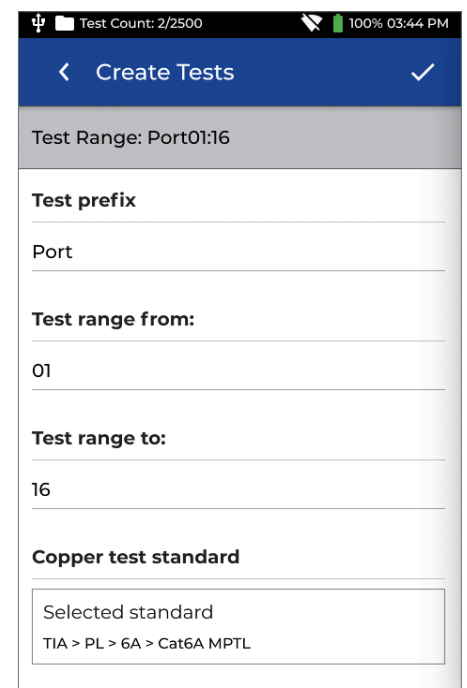 Test Count: 2/2500 100% 03:44 PM
Create Tests
Test Range: Port01:16
Test prefix
Port
Test range from:
01
Test range to:
16
Copper test standard
Selected standard
TIA > PL > 6A > Cat6A MPTL